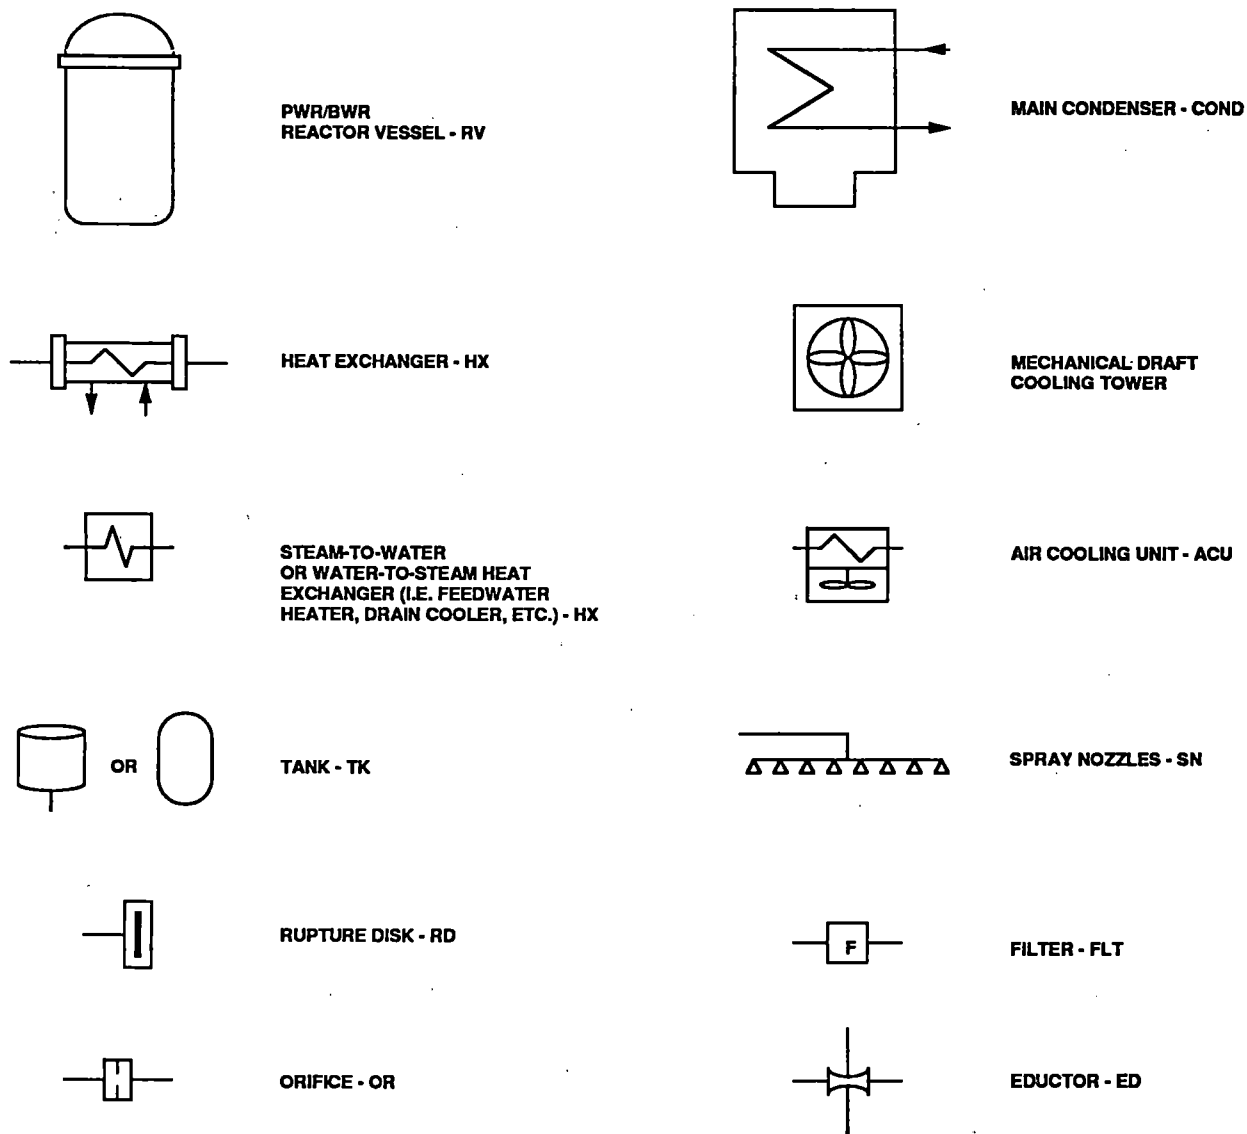 PWR/BWR
REACTOR VESSEL - RV
MAIN CONDENSER - COND
HEAT EXCHANGER - HX
MECHANICAL DRAFT
COOLING TOWER
STEAM-TO-WATER
OR WATER-TO-STEAM HEAT
EXCHANGER (I.E. FEEDWATER
HEATER, DRAIN COOLER, ETC.) - HX
AIR COOLING UNIT - ACU
OR
TANK - TK
SPRAY NOZZLES - SN
RUPTURE DISK - RD
F
FILTER - FLT
ORIFICE - OR
EDUCTOR - ED